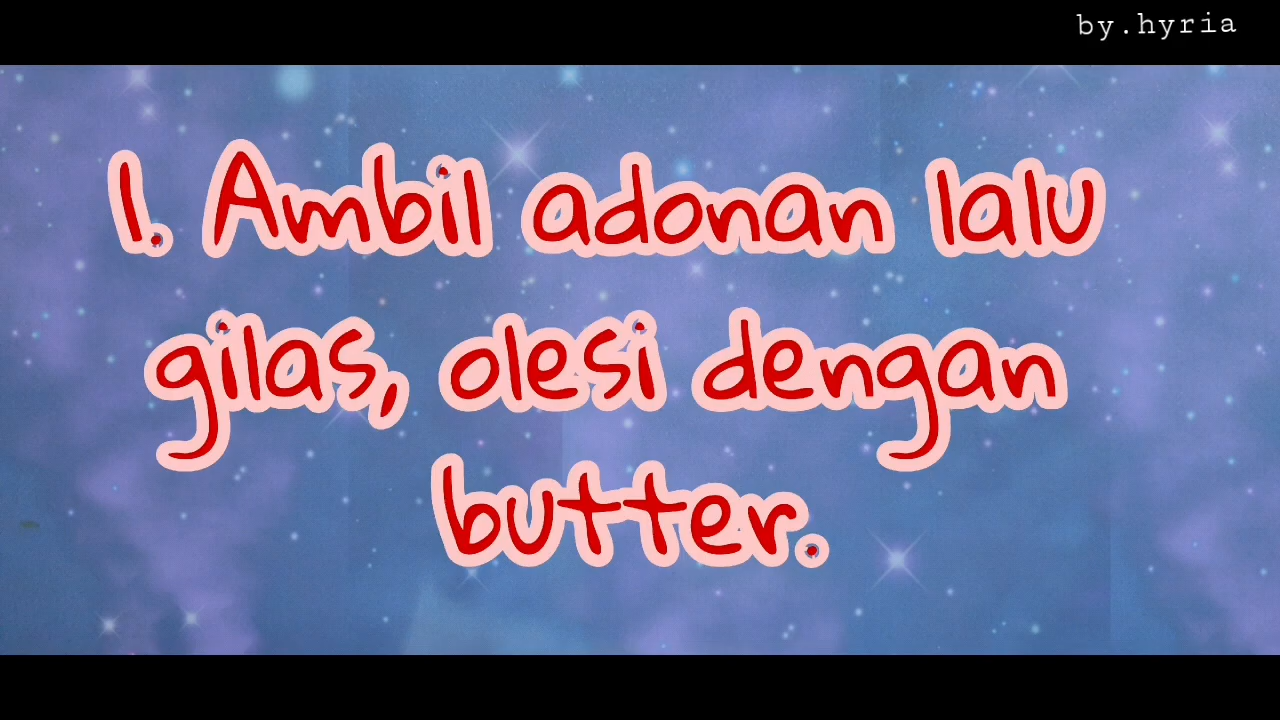 by.hyria
1. Ambil adonan lalu
gilas, olesi dengan
butter.